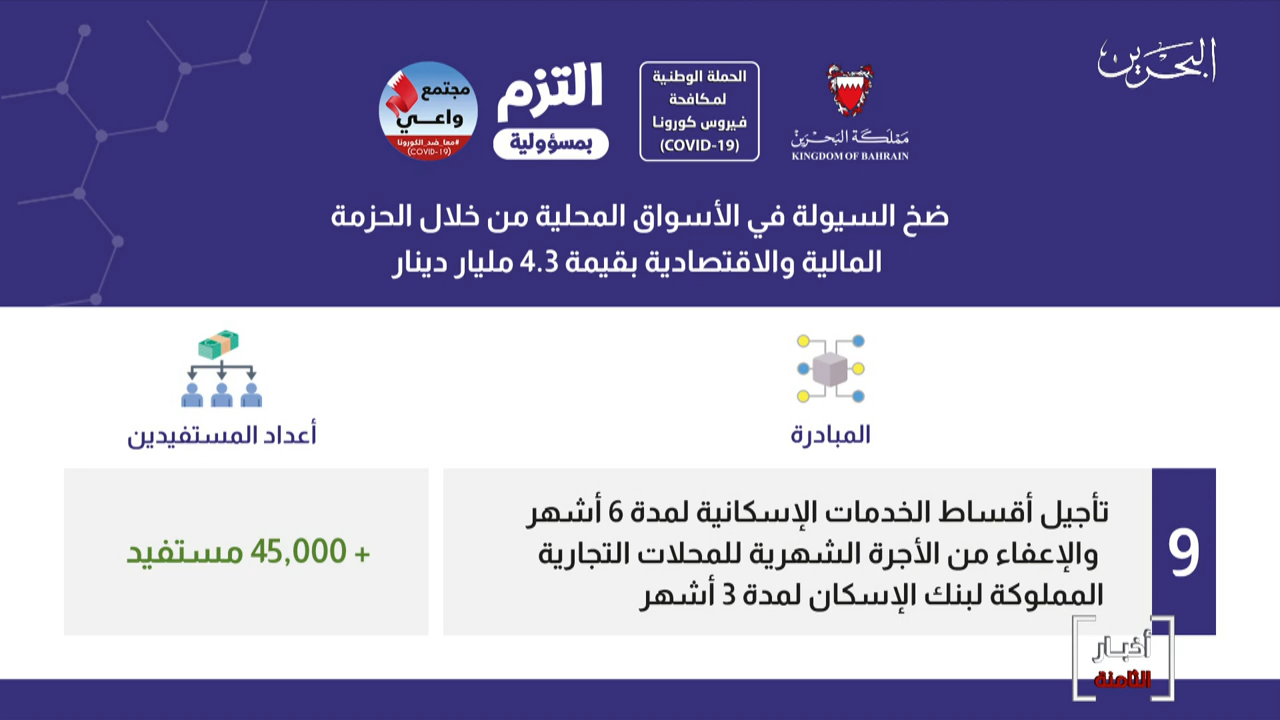 البحرين
مملكة البحرين
KINGDOM OF BAHRAIN
الحملة الوطنية
لمكافحة
فيروس كورونا
(COVID-19)
التزم
بمسؤولية
مجتمع
واعي
#معا_ضد_الكورونا
(COVID-19)
ضخ السيولة في الأسواق المحلية من خلال الحزمة
المالية والاقتصادية بقيمة 4.3 مليار دينار
المبادرة
أعداد المستفيدين
9
تأجيل أقساط الخدمات الإسكانية لمدة 6 أشهر
والإعفاء من الأجرة الشهرية للمحلات التجارية
المملوكة لبنك الإسكان لمدة 3 أشهر
+ 45,000 مستفيد
أخبار
الثامنة